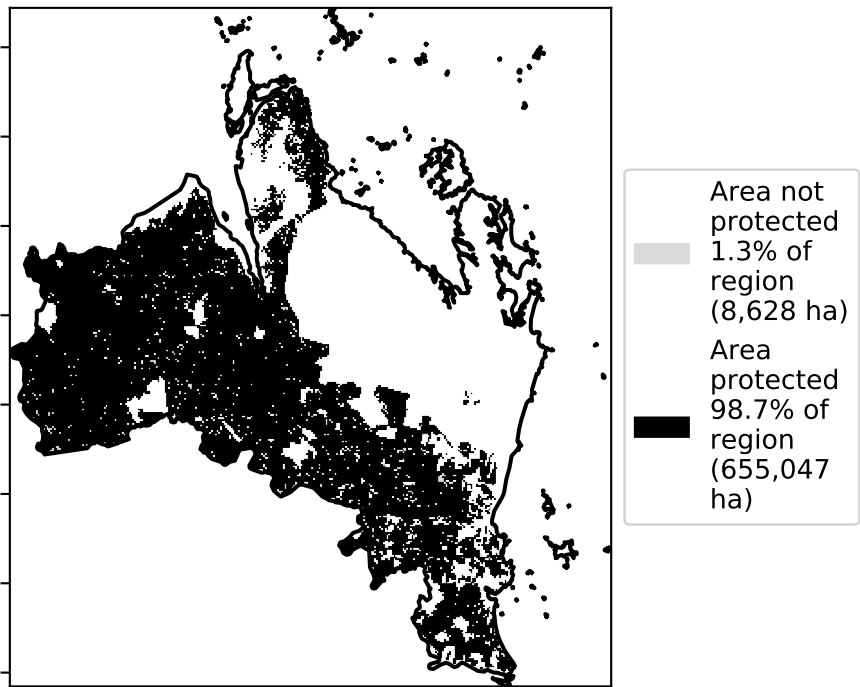 Area not
protected
1.3% of
region
(8,628 ha)
Area
protected
98.7% of
region
(655,047
ha)